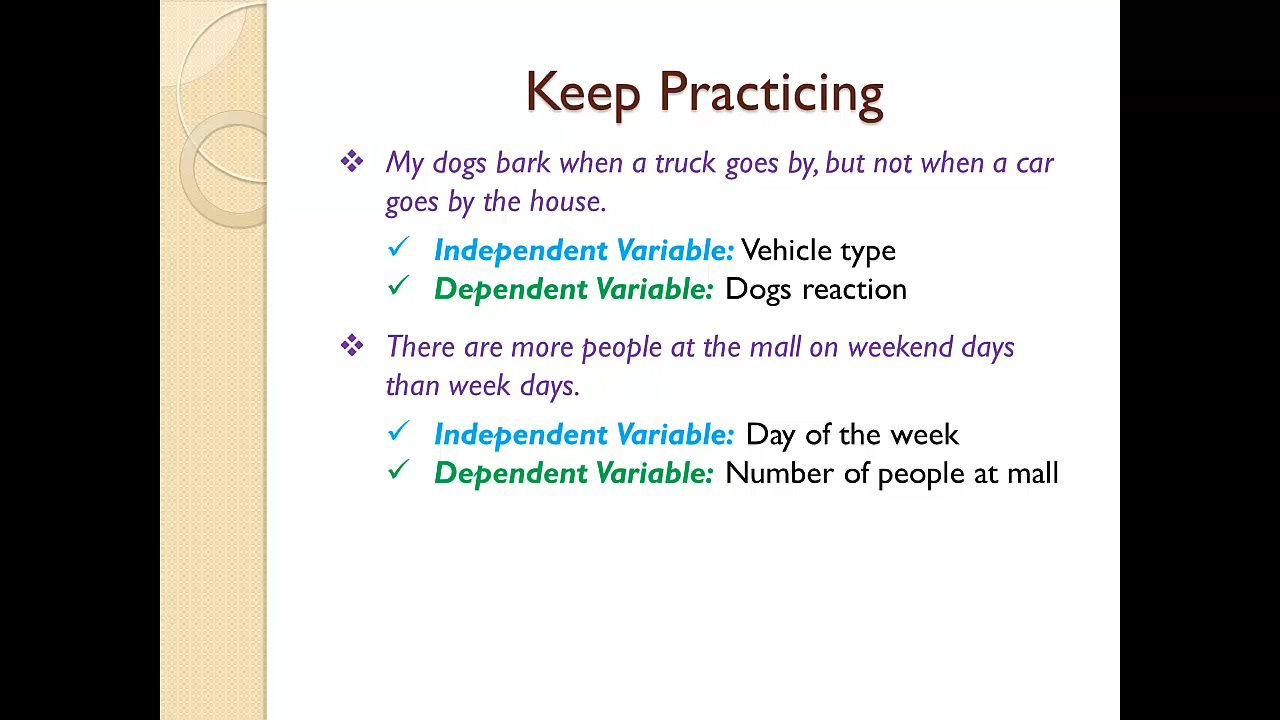 Keep Practicing
❖ My dogs bark when a truck goes by, but not when a car
goes by the house.
✓ Independent Variable: Vehicle type
✓ Dependent Variable: Dogs reaction
❖ There are more people at the mall on weekend days
than week days.
✓ Independent Variable: Day of the week
✓ Dependent Variable: Number of people at mall